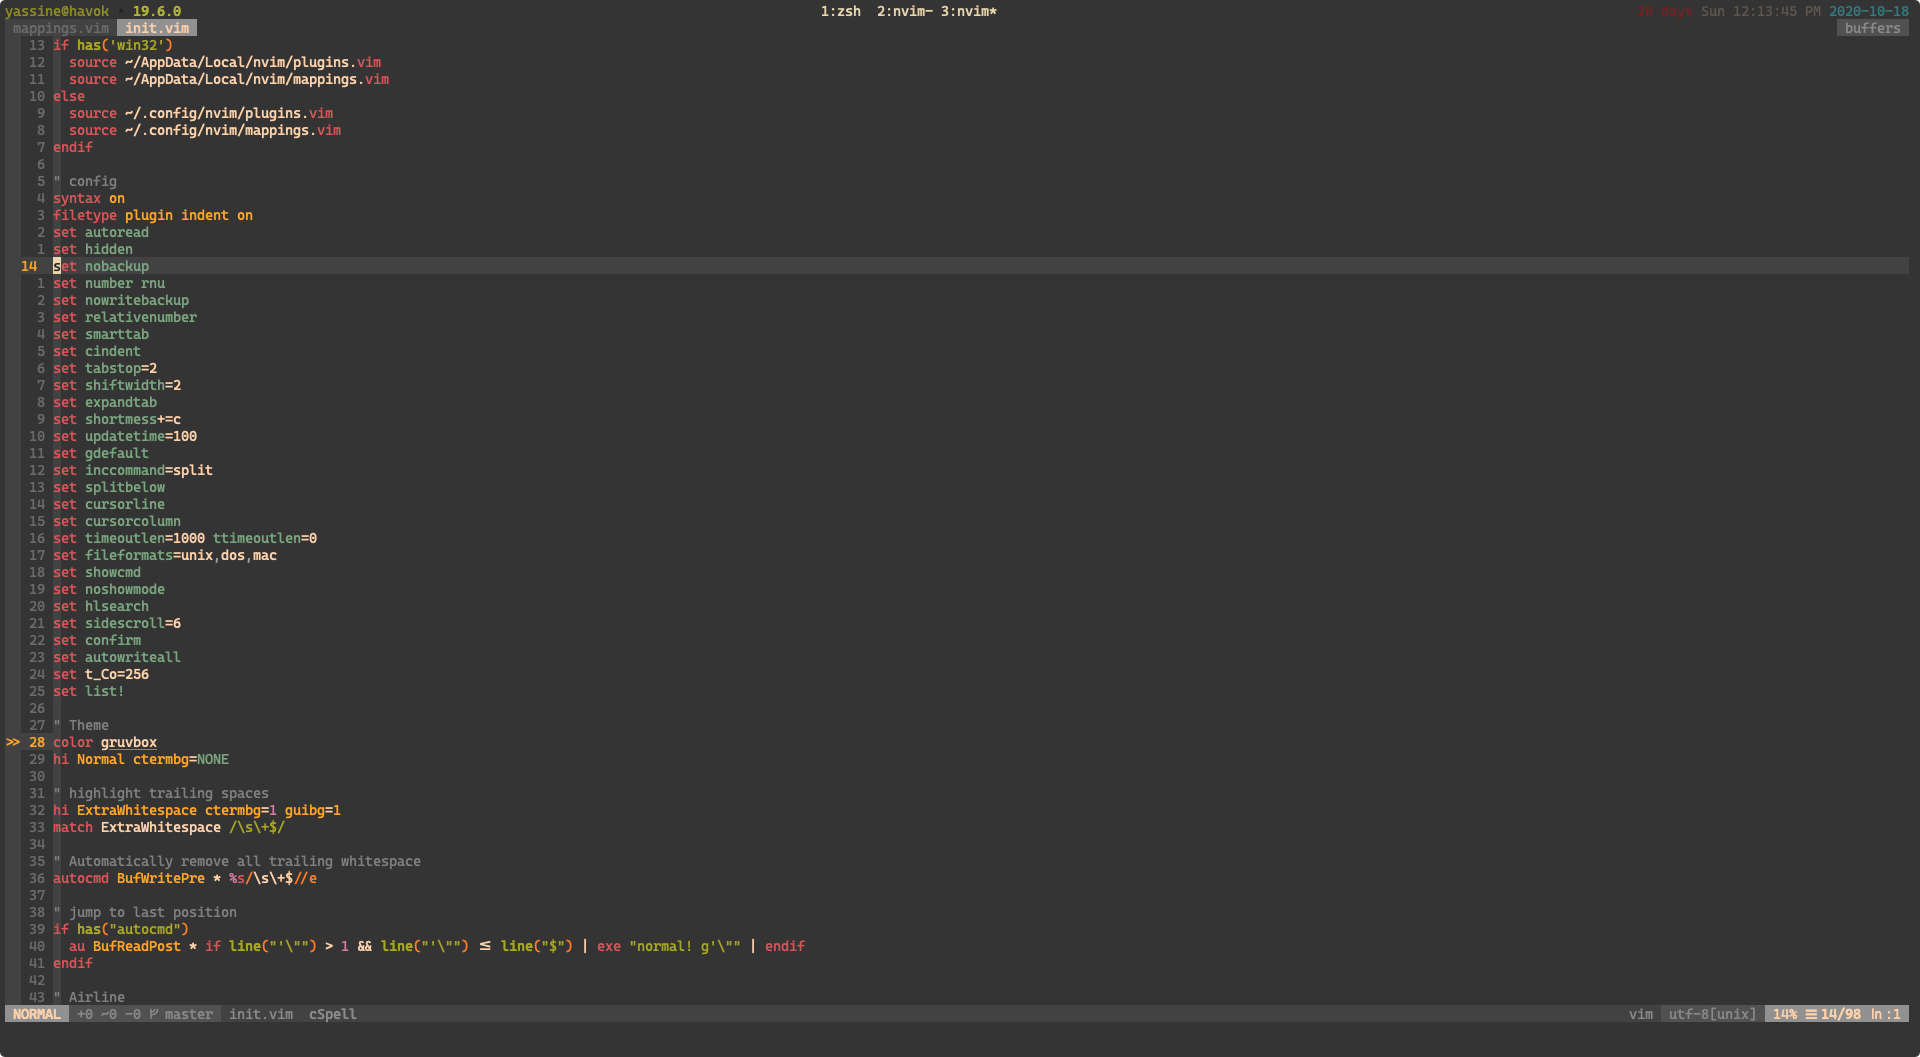 yassine@havok · 19.6.0 1:zsh 2:nvim- 3:nvim* 28 days Sun 12:13:45 PM 2020-10-18
mappings.vim init.vim buffers
13 if has('win32')
12 source ~/AppData/Local/nvim/plugins.vim
11 source ~/AppData/Local/nvim/mappings.vim
10 else
9 source ~/.config/nvim/plugins.vim
8 source ~/.config/nvim/mappings.vim
7 endif
6
5 " config
4 syntax on
3 filetype plugin indent on
2 set autoread
1 set hidden
14 set nobackup
1 set number rnu
2 set nowritebackup
3 set relativenumber
4 set smarttab
5 set cindent
6 set tabstop=2
7 set shiftwidth=2
8 set expandtab
9 set shortmess+=c
10 set updatetime=100
11 set gdefault
12 set inccommand=split
13 set splitbelow
14 set cursorline
15 set cursorcolumn
16 set timeoutlen=1000 ttimeoutlen=0
17 set fileformats=unix,dos,mac
18 set showcmd
19 set noshowmode
20 set hlsearch
21 set sidescroll=6
22 set confirm
23 set autowriteall
24 set t_Co=256
25 set list!
26
27 " Theme
>> 28 color gruvbox
29 hi Normal ctermbg=NONE
30
31 " highlight trailing spaces
32 hi ExtraWhitespace ctermbg=1 guibg=1
33 match ExtraWhitespace /\s\+$/
34
35 " Automatically remove all trailing whitespace
36 autocmd BufWritePre * %s/\s\+$//e
37
38 " jump to last position
39 if has("autocmd")
40 au BufReadPost * if line("'\"") > 1 && line("'\"") ≤ line("$") | exe "normal! g'\"" | endif
41 endif
42
43 " Airline
NORMAL +0 ~0 -0 master init.vim cSpell vim utf-8[unix] 14% ☰ 14/98 ln :1